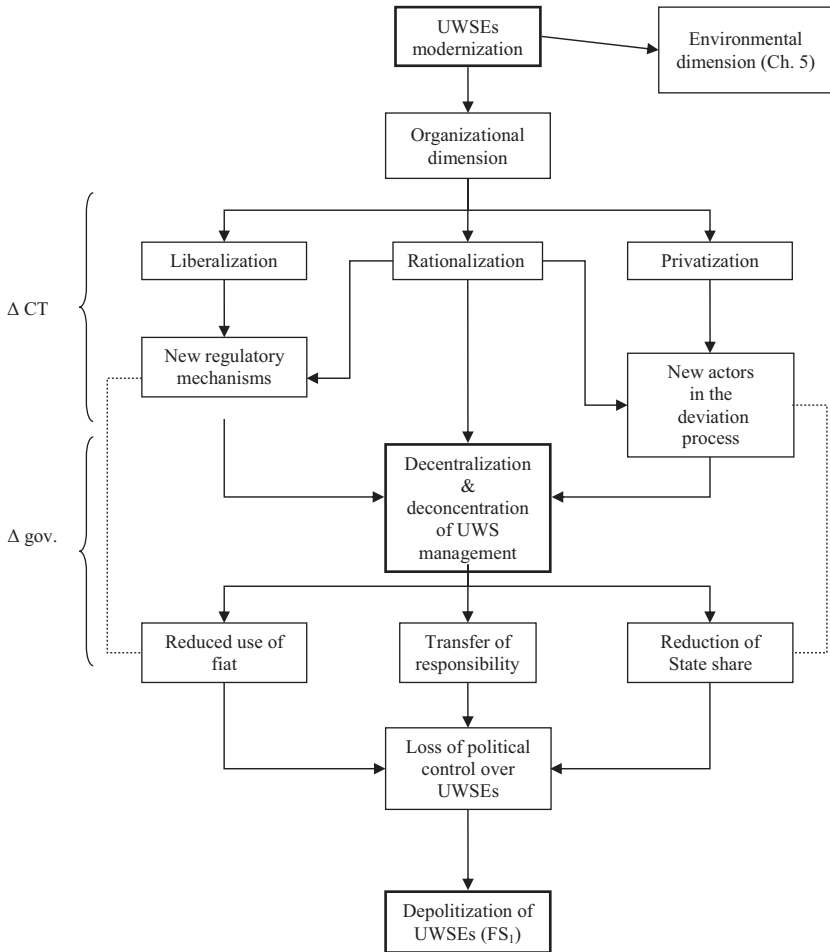 UWSEs
modernization
Environmental
dimension (Ch. 5)
Organizational
dimension
Liberalization
Rationalization
Privatization
Δ CT
New regulatory
mechanisms
New actors
in the
deviation
process
Decentralization
&
deconcentration
of UWS
management
Δ gov.
Reduced use of
fiat
Transfer of
responsibility
Reduction of
State share
Loss of political
control over
UWSEs
Depolitization of
UWSEs (FS₁)